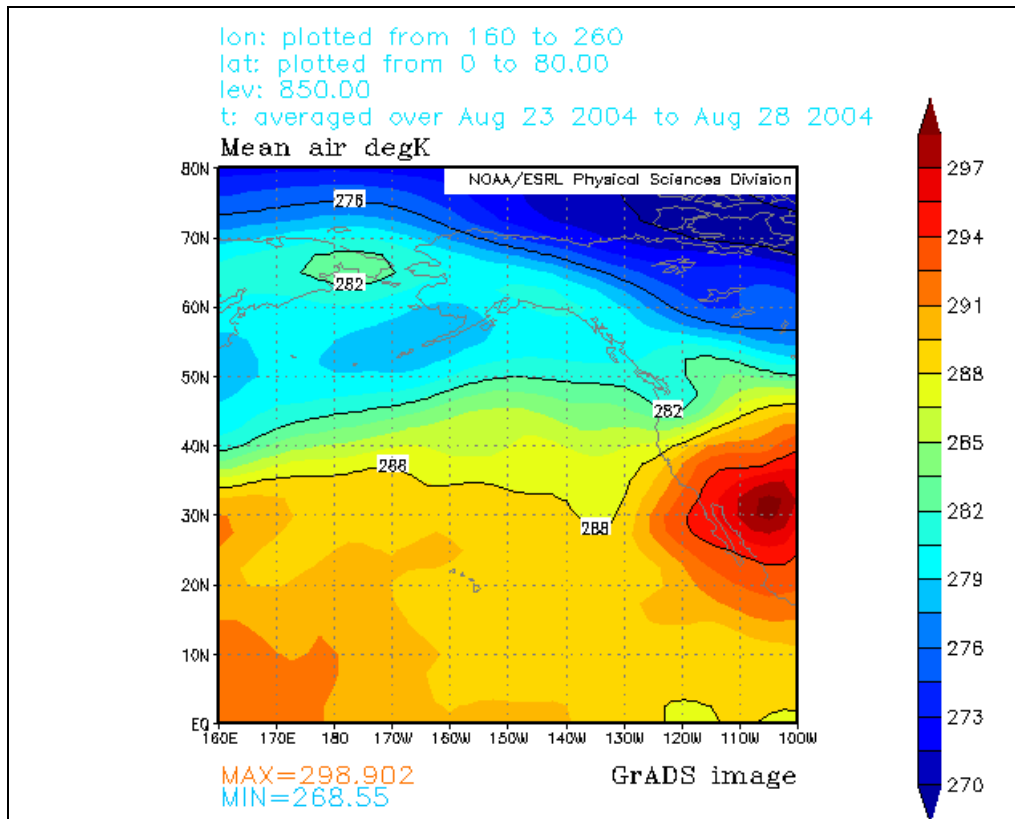 lon: plotted from 160 to 260
lat: plotted from 0 to 80.00
lev: 850.00
t: averaged over Aug 23 2004 to Aug 28 2004
Mean air degK
NOAA/ESRL Physical Sciences Division
80N
70N
60N
50N
40N
30N
20N
10N
EQ
276
282
282
288
288
160E 170E 180 170W 160W 150W 140W 130W 120W 110W 100W
297
294
291
288
285
282
279
276
273
270
MAX=298.902
MIN=268.55
GrADS image